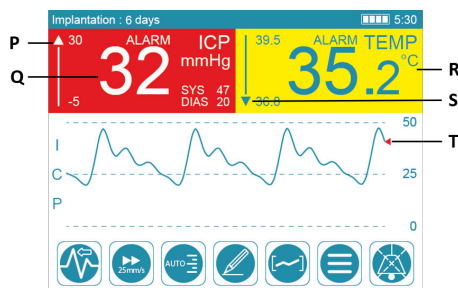 Implantation : 6 days 5:30
P 30 ALARM ICP 39.5 ALARM TEMP
mmHg °C
Q 32 35.2 R
SYS 47
-5 DIAS 20 36.0 S
50
I T
C 25
P
0
25mm/s AUTO